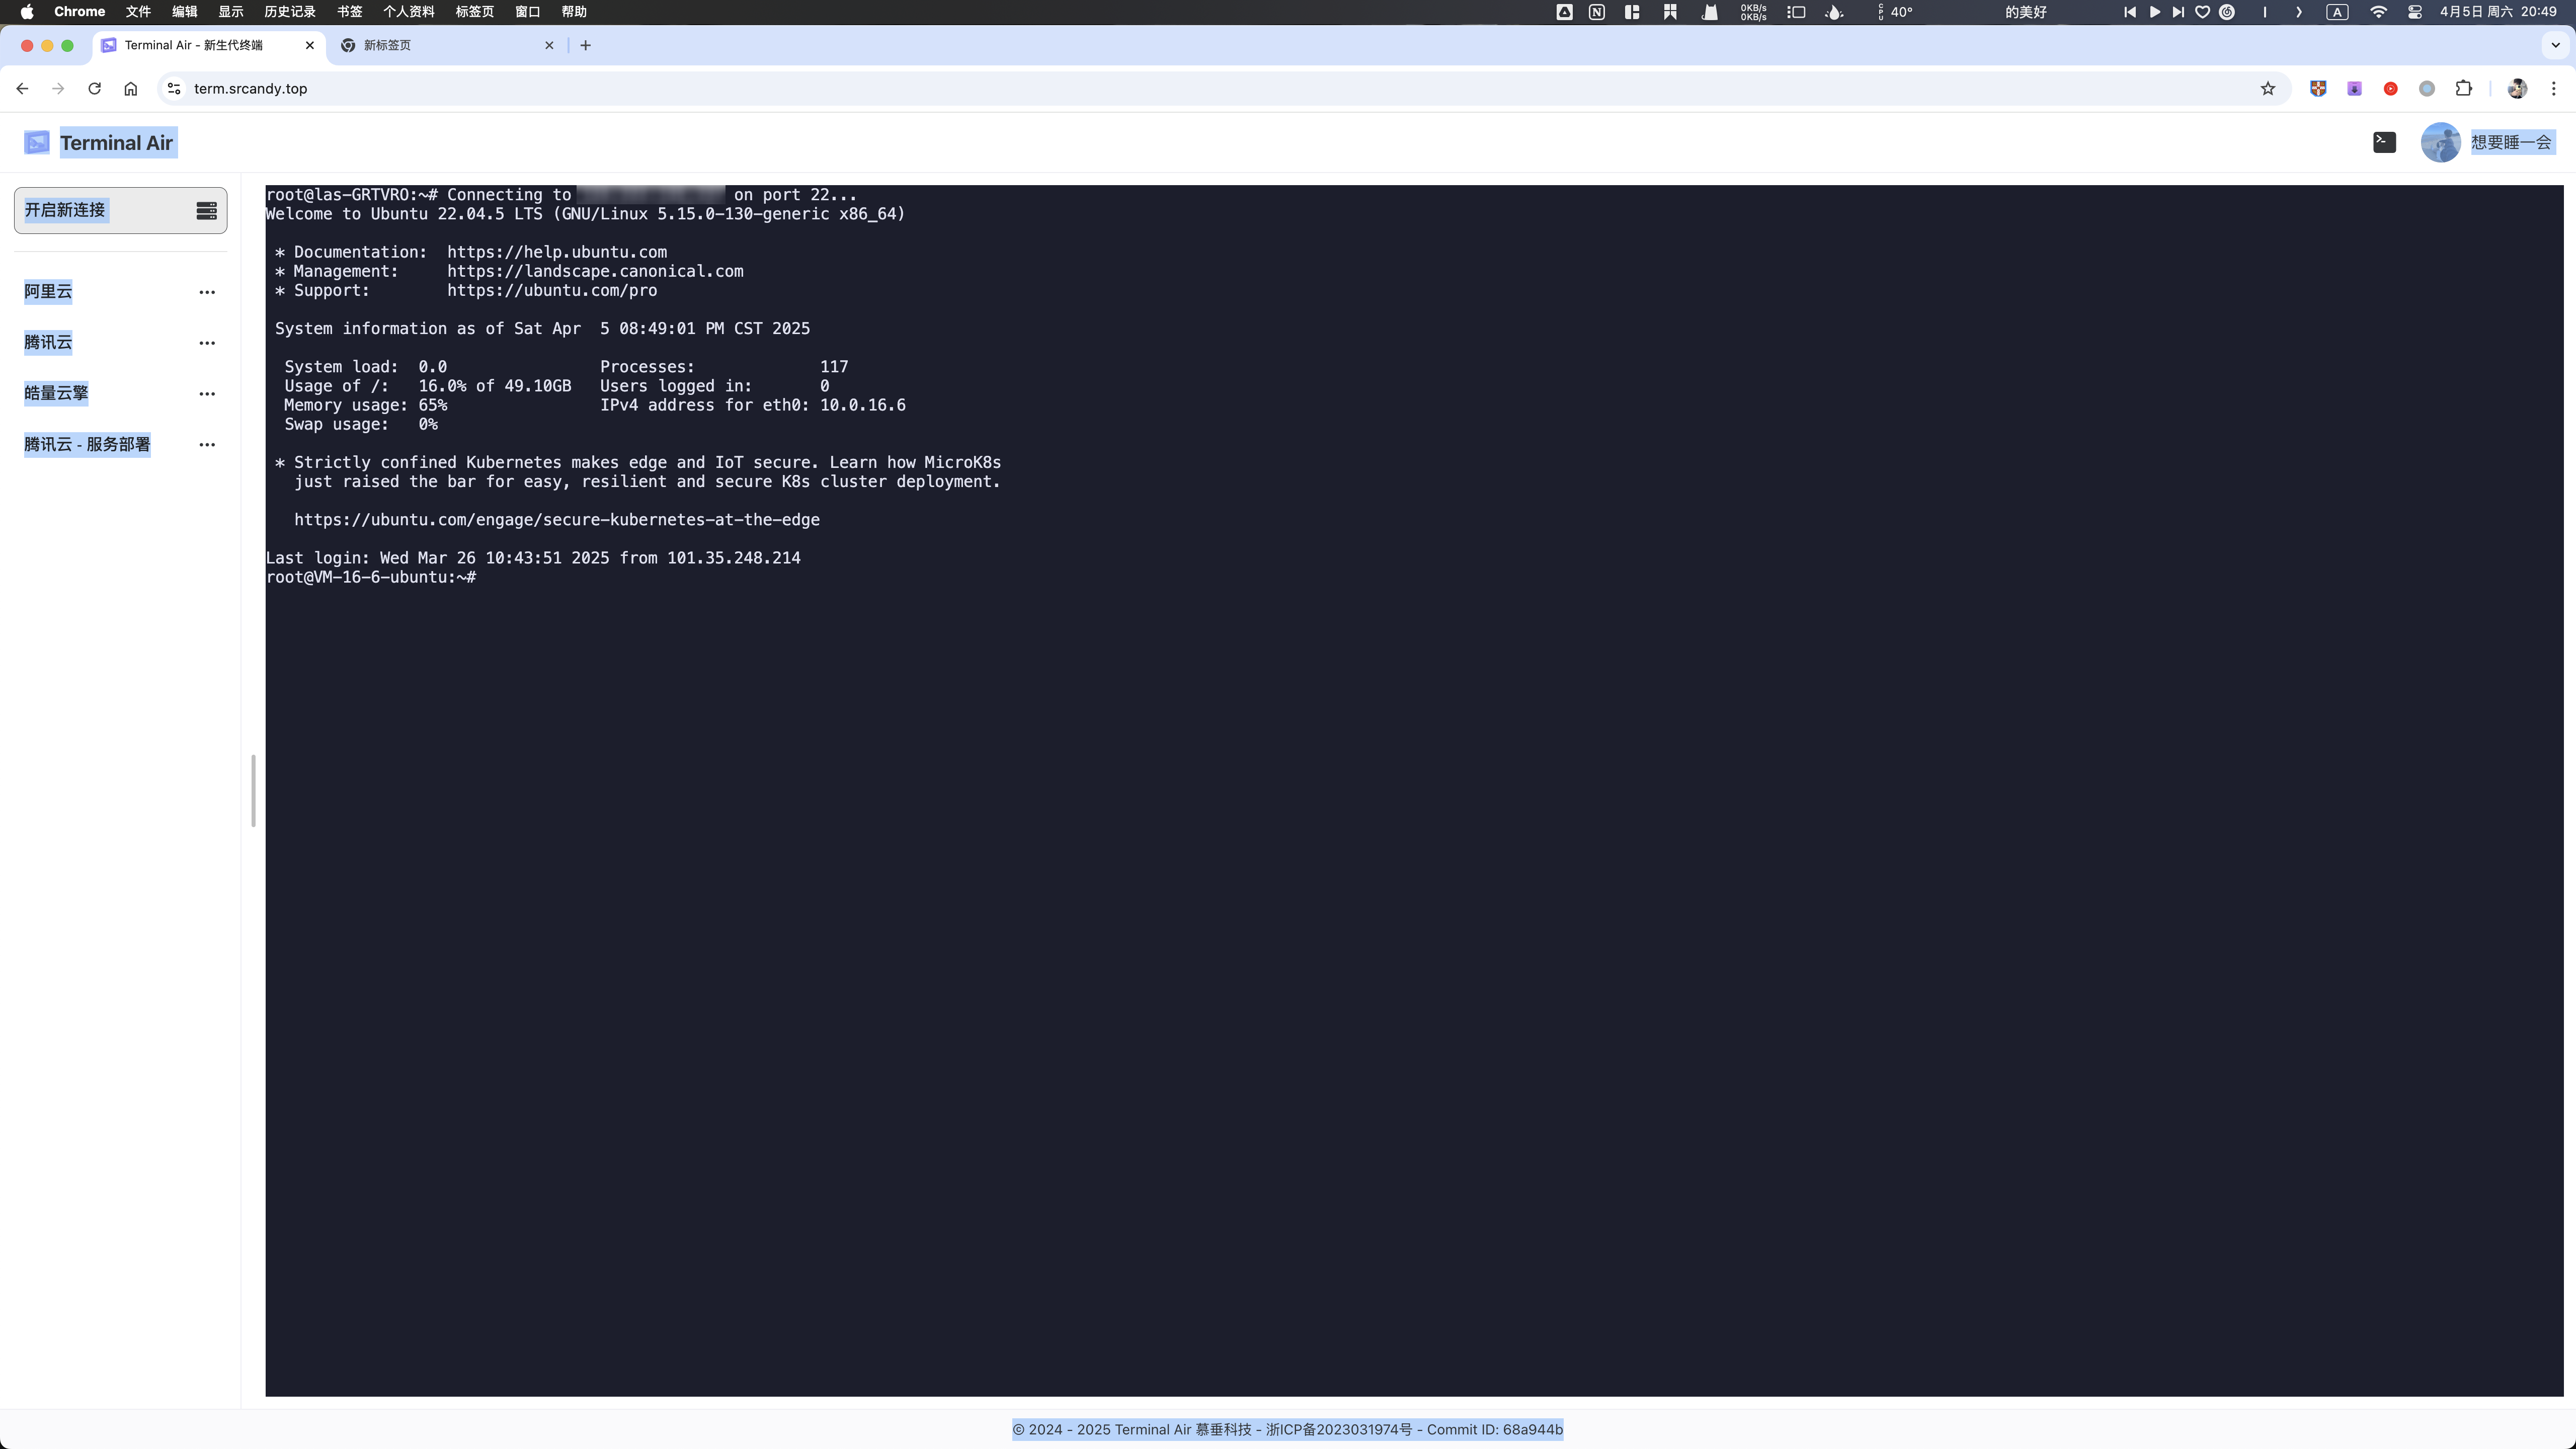 Chrome 文件 编辑 显示 历史记录 书签 个人资料 标签页 窗口 帮助 0KB/s 0KB/s CPU 40° 的美好 A 4月5日 周六 20:49
Terminal Air - 新生代终端 新标签页
term.srcandy.top
Terminal Air 想要睡一会
开启新连接
阿里云
腾讯云
皓量云擎
腾讯云 - 服务部署
root@las-GRTVRO:~# Connecting to on port 22...
Welcome to Ubuntu 22.04.5 LTS (GNU/Linux 5.15.0-130-generic x86_64)
* Documentation: https://help.ubuntu.com
* Management: https://landscape.canonical.com
* Support: https://ubuntu.com/pro
System information as of Sat Apr 5 08:49:01 PM CST 2025
System load: 0.0 Processes: 117
Usage of /: 16.0% of 49.10GB Users logged in: 0
Memory usage: 65% IPv4 address for eth0: 10.0.16.6
Swap usage: 0%
* Strictly confined Kubernetes makes edge and IoT secure. Learn how MicroK8s
just raised the bar for easy, resilient and secure K8s cluster deployment.
https://ubuntu.com/engage/secure-kubernetes-at-the-edge
Last login: Wed Mar 26 10:43:51 2025 from 101.35.248.214
root@VM-16-6-ubuntu:~#
© 2024 - 2025 Terminal Air 慕垂科技 - 浙ICP备2023031974号 - Commit ID: 68a944b